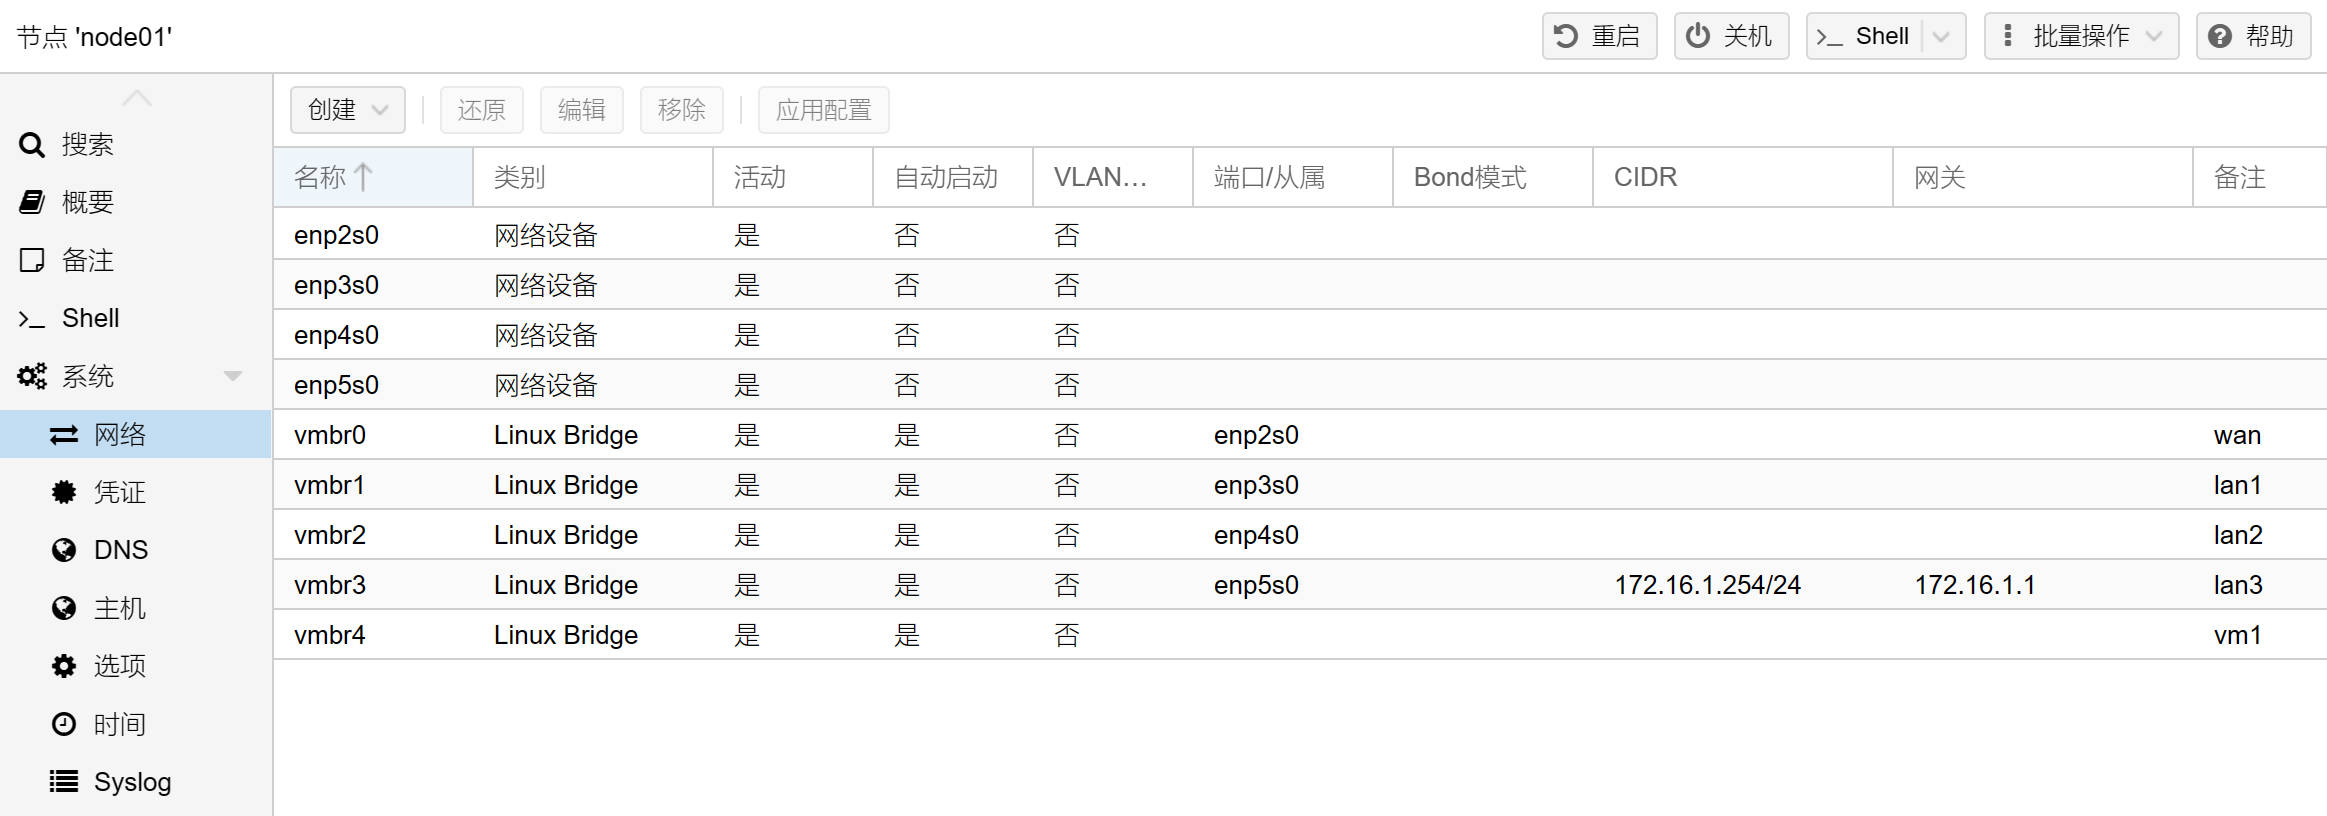 节点 'node01' 重启 关机 Shell 批量操作 帮助
搜索
概要
备注
Shell
系统
网络
凭证
DNS
主机
选项
时间
Syslog
创建 还原 编辑 移除 应用配置
名称 类别 活动 自动启动 VLAN... 端口/从属 Bond模式 CIDR 网关 备注
enp2s0 网络设备 是 否 否
enp3s0 网络设备 是 否 否
enp4s0 网络设备 是 否 否
enp5s0 网络设备 是 否 否
vmbr0 Linux Bridge 是 是 否 enp2s0 wan
vmbr1 Linux Bridge 是 是 否 enp3s0 lan1
vmbr2 Linux Bridge 是 是 否 enp4s0 lan2
vmbr3 Linux Bridge 是 是 否 enp5s0 172.16.1.254/24 172.16.1.1 lan3
vmbr4 Linux Bridge 是 是 否 vm1